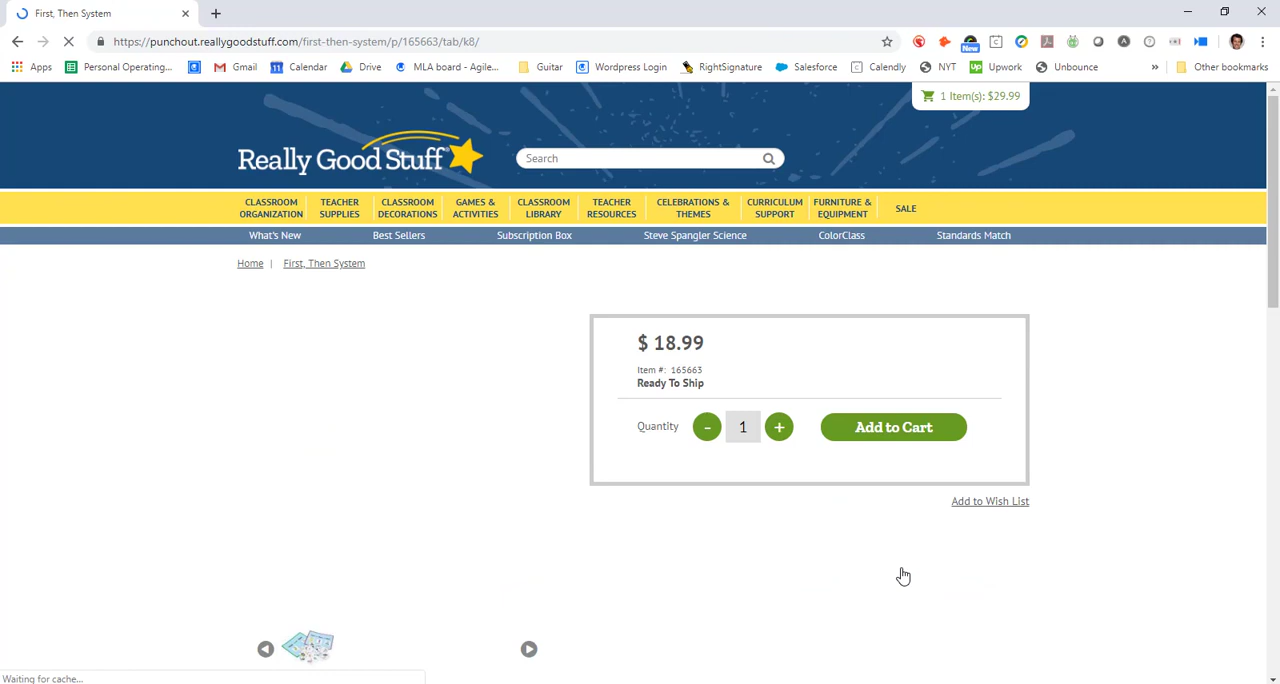 First, Then System
https://punchout.reallygoodstuff.com/first-then-system/p/165663/tab/k8/
New
Apps Personal Operating... Gmail Calendar Drive MLA board - Agile... Guitar Wordpress Login RightSignature Salesforce Calendly NYT Upwork Unbounce » Other bookmarks
1 Item(s): $29.99
Really Good Stuff
Search
CLASSROOM ORGANIZATION
TEACHER SUPPLIES
CLASSROOM DECORATIONS
GAMES & ACTIVITIES
CLASSROOM LIBRARY
TEACHER RESOURCES
CELEBRATIONS & THEMES
CURRICULUM SUPPORT
FURNITURE & EQUIPMENT
SALE
What's New Best Sellers Subscription Box Steve Spangler Science ColorClass Standards Match
Home | First, Then System
$ 18.99
Item #: 165663
Ready To Ship
Quantity - 1 + Add to Cart
Add to Wish List
Waiting for cache...